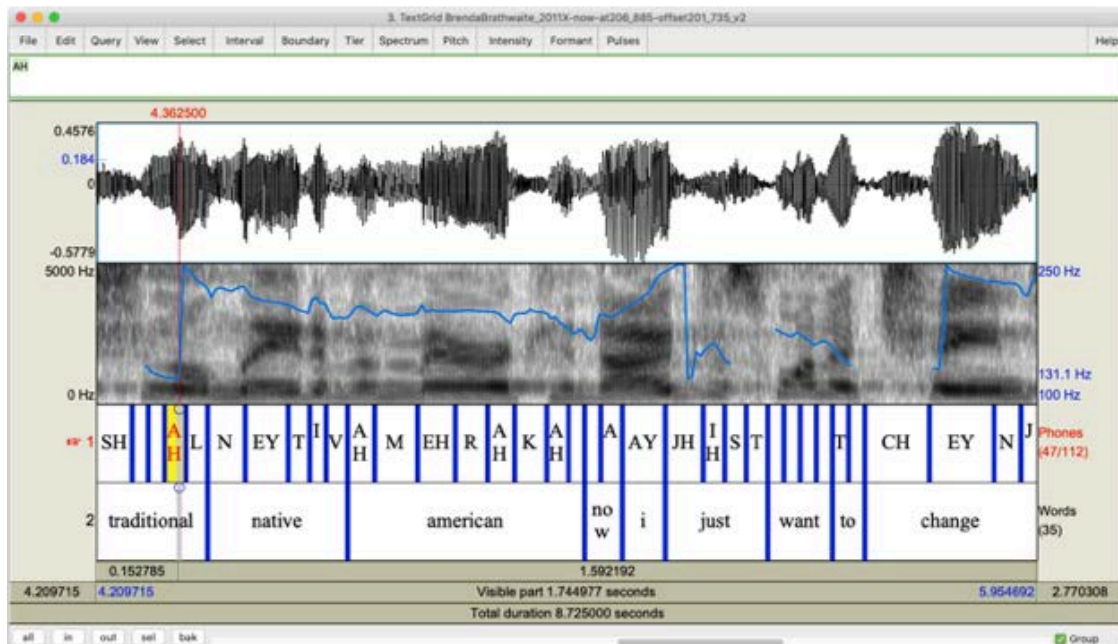 3. TextGrid BrendaBrathwaite_2011X-now-at206_885-offset201_735_v2
File Edit Query View Select Interval Boundary Tier Spectrum Pitch Intensity Formant Pulses Help
AH
4.362500
0.4576
0.184
0
-0.5779
5000 Hz 250 Hz
131.1 Hz
0 Hz 100 Hz
1 SH AH L N EY T I V AH M EH R AH K AH A AY JH IH S T T CH EY N J Phones
(47/112)
2 traditional native american now i just want to change Words
(35)
0.152785 1.592192
4.209715 4.209715 Visible part 1.744977 seconds 5.954692 2.770308
Total duration 8.725000 seconds
all in out sel bak Group